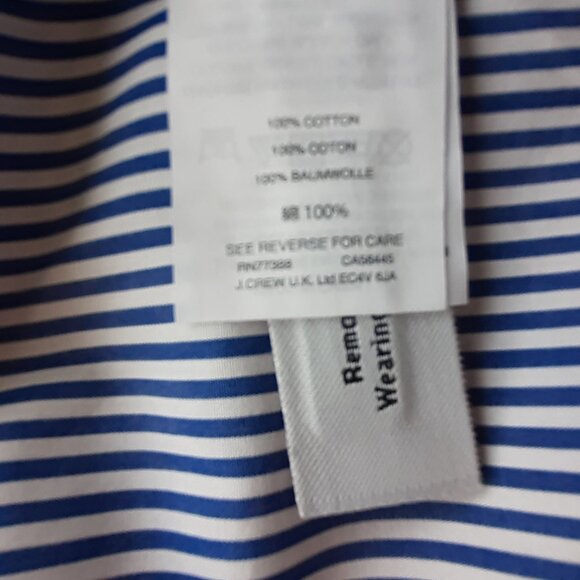 100% COTTON
100% COTON
100% BAUMWOLLE
綿 100%
SEE REVERSE FOR CARE
RN77388 CA56445
J.CREW U.K. Ltd EC4V 6JA
Remo
Wearing